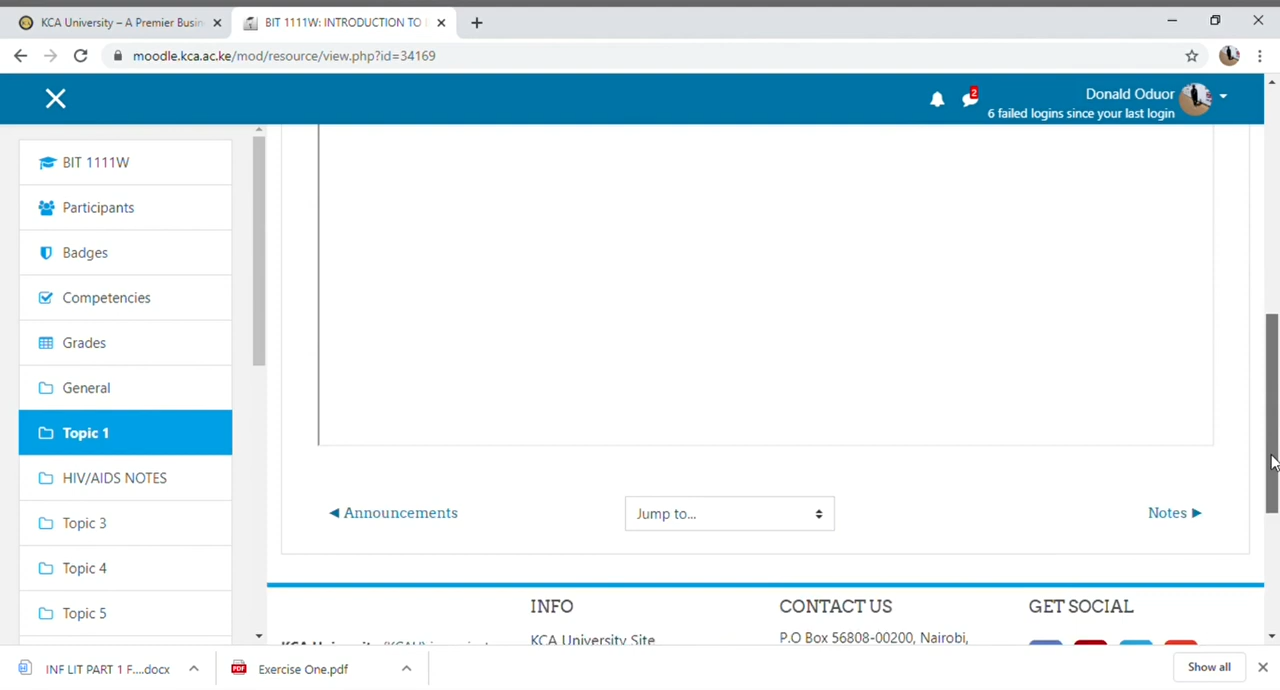 KCA University – A Premier Busin
BIT 1111W: INTRODUCTION TO
moodle.kca.ac.ke/mod/resource/view.php?id=34169
2
Donald Oduor
6 failed logins since your last login
BIT 1111W
Participants
Badges
Competencies
Grades
General
Topic 1
HIV/AIDS NOTES
Topic 3
Topic 4
Topic 5
◀ Announcements
Jump to...
Notes ▶
INFO
CONTACT US
GET SOCIAL
KCA University Site
P.O Box 56808-00200, Nairobi,
INF LIT PART 1 F....docx
PDF
Exercise One.pdf
Show all